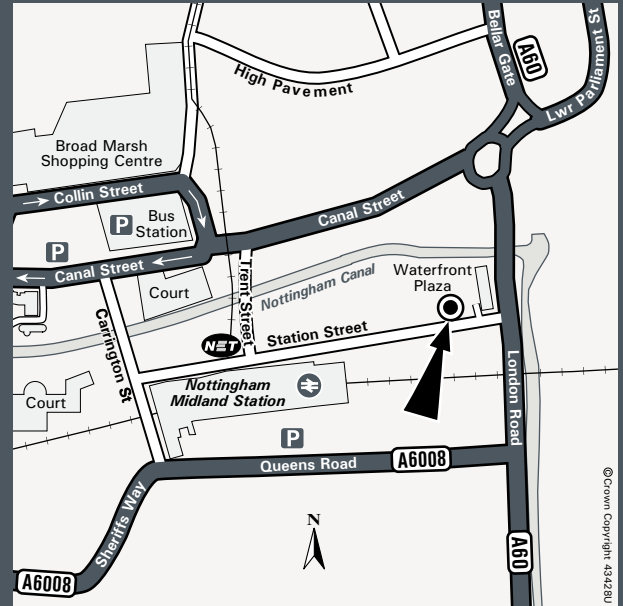 Bellar Gate
A60
Lwr Parliament St
High Pavement
Broad Marsh
Shopping Centre
Collin Street
P
Bus
Station
Canal Street
P
Canal Street
Court
Trent Street
Nottingham Canal
Waterfront
Plaza
Carrington St
NET
Station Street
Nottingham
Midland Station
London Road
Court
P
Queens Road
A6008
Sheriffs Way
N
A60
A6008
©Crown Copyright 43428U